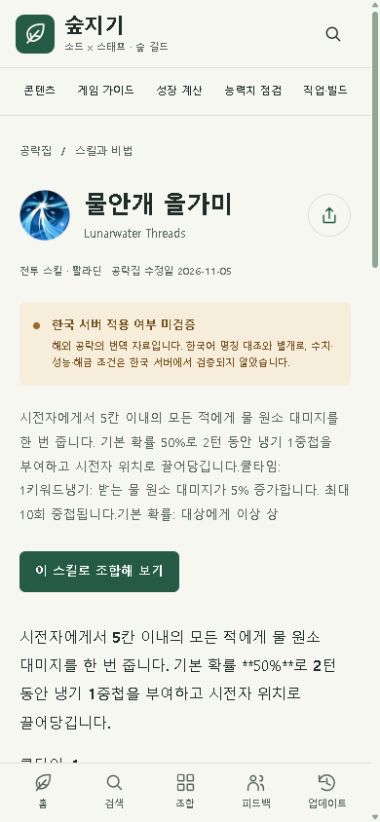 숲지기
소드 × 스태프 · 숲 길드
콘텐츠 게임 가이드 성장 계산 능력치 점검 직업·빌드
공략집 / 스킬과 비법
물안개 올가미
Lunarwater Threads
전투 스킬 · 팔라딘 공략집 수정일 2026-11-05
한국 서버 적용 여부 미검증
해외 공략의 번역 자료입니다. 한국어 명칭 대조와 별개로, 수치·
성능·해금 조건은 한국 서버에서 검증되지 않았습니다.
시전자에게서 5칸 이내의 모든 적에게 물 원소 대미지를
한 번 줍니다. 기본 확률 50%로 2턴 동안 냉기 1중첩을
부여하고 시전자 위치로 끌어당깁니다.쿨타임:
1키워드냉기: 받는 물 원소 대미지가 5% 증가합니다. 최대
10회 중첩됩니다.기본 확률: 대상에게 이상 상
이 스킬로 조합해 보기
시전자에게서 5칸 이내의 모든 적에게 물 원소
대미지를 한 번 줍니다. 기본 확률 **50%**로 2턴
동안 냉기 1중첩을 부여하고 시전자 위치로
끌어당깁니다.
홈 검색 조합 피드백 업데이트